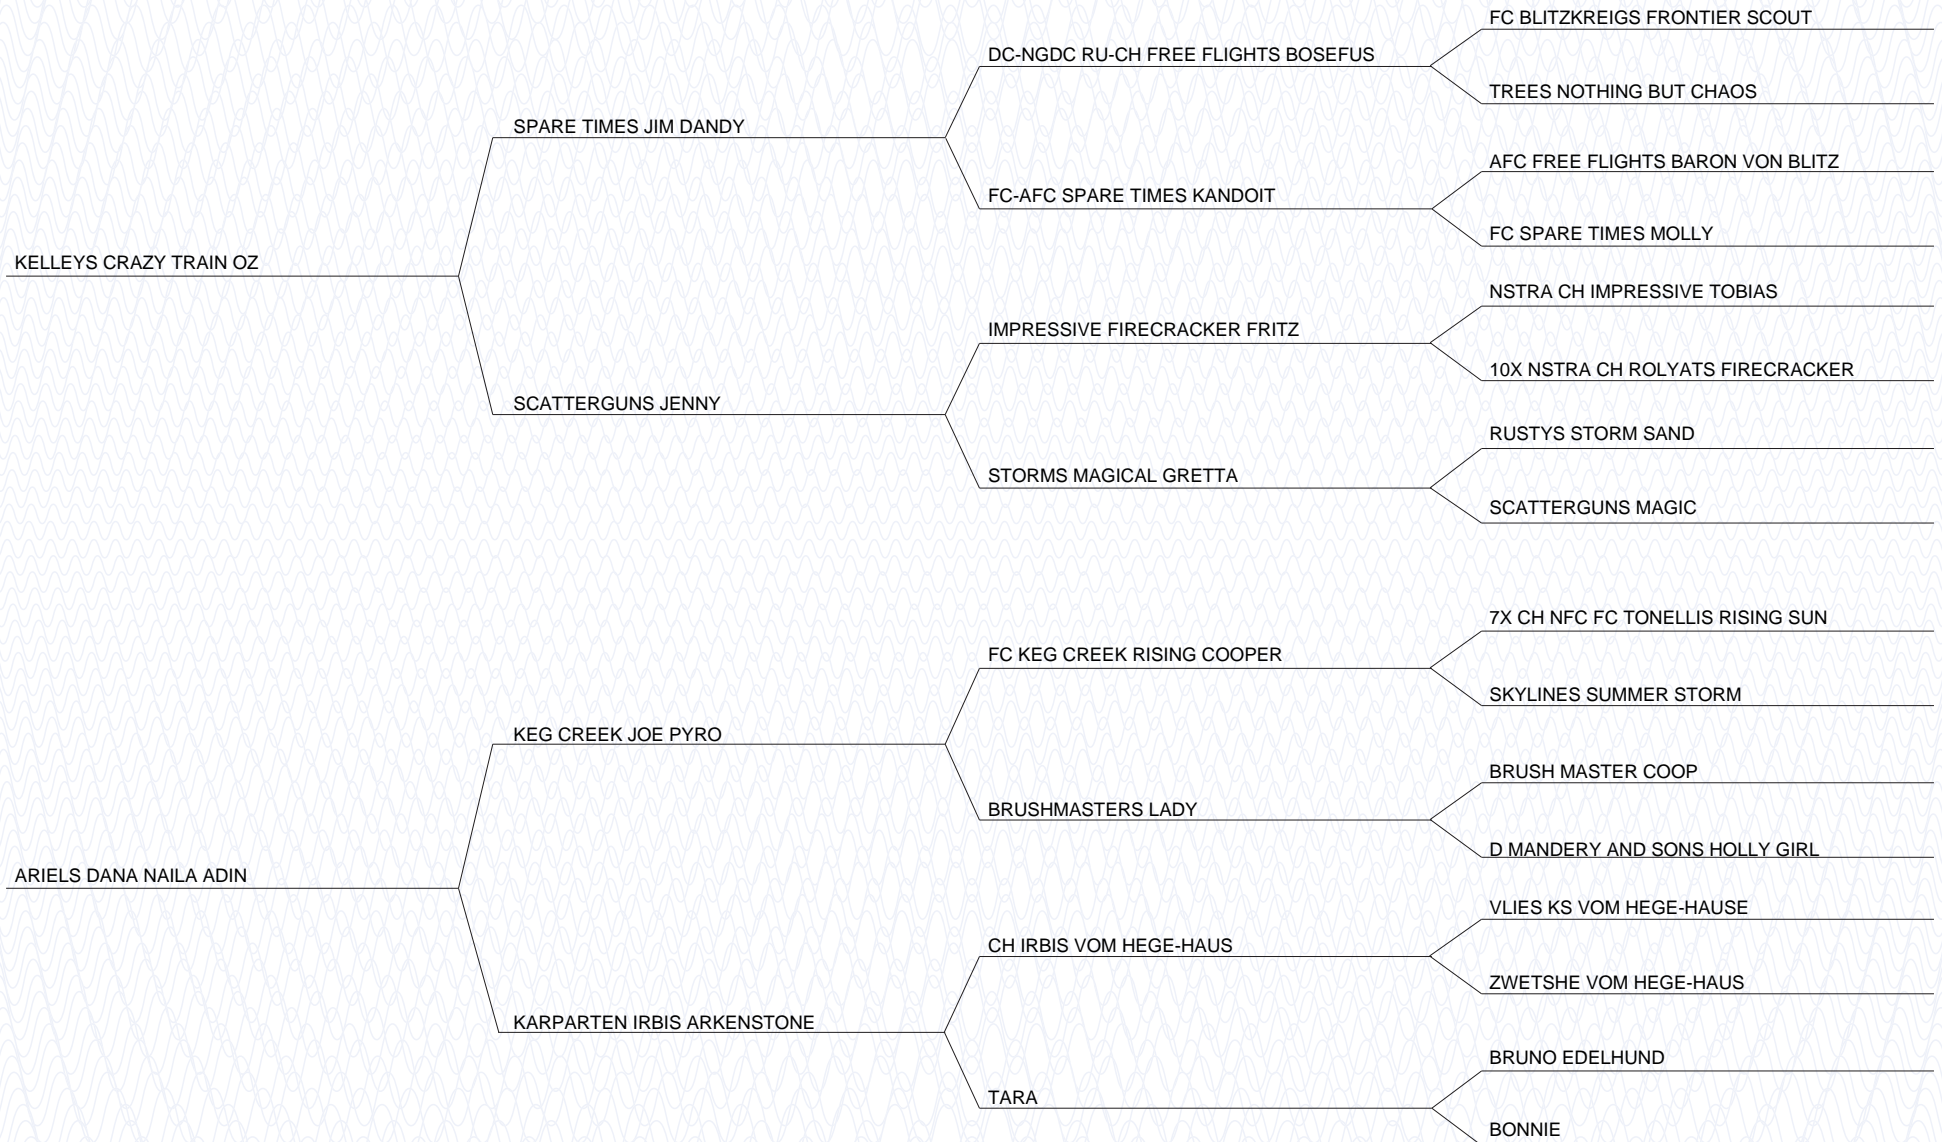 FC BLITZKREIGS FRONTIER SCOUT
DC-NGDC RU-CH FREE FLIGHTS BOSEFUS
TREES NOTHING BUT CHAOS
SPARE TIMES JIM DANDY
AFC FREE FLIGHTS BARON VON BLITZ
FC-AFC SPARE TIMES KANDOIT
FC SPARE TIMES MOLLY
KELLEYS CRAZY TRAIN OZ
NSTRA CH IMPRESSIVE TOBIAS
IMPRESSIVE FIRECRACKER FRITZ
10X NSTRA CH ROLYATS FIRECRACKER
SCATTERGUNS JENNY
RUSTYS STORM SAND
STORMS MAGICAL GRETTA
SCATTERGUNS MAGIC
7X CH NFC FC TONELLIS RISING SUN
FC KEG CREEK RISING COOPER
SKYLINES SUMMER STORM
KEG CREEK JOE PYRO
BRUSH MASTER COOP
BRUSHMASTERS LADY
D MANDERY AND SONS HOLLY GIRL
ARIELS DANA NAILA ADIN
VLIES KS VOM HEGE-HAUSE
CH IRBIS VOM HEGE-HAUS
ZWETSHE VOM HEGE-HAUS
KARPARTEN IRBIS ARKENSTONE
BRUNO EDELHUND
TARA
BONNIE